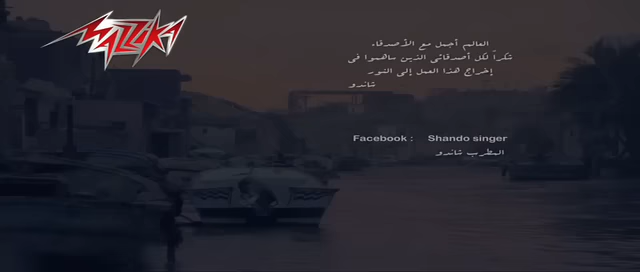 MAZZIKA
العالم أجمل مع الأصدقاء
شكراً لكل أصدقائى الذين ساهموا فى
إخراج هذا العمل إلى النور
شاندو
Facebook : Shando singer
المطرب شاندو